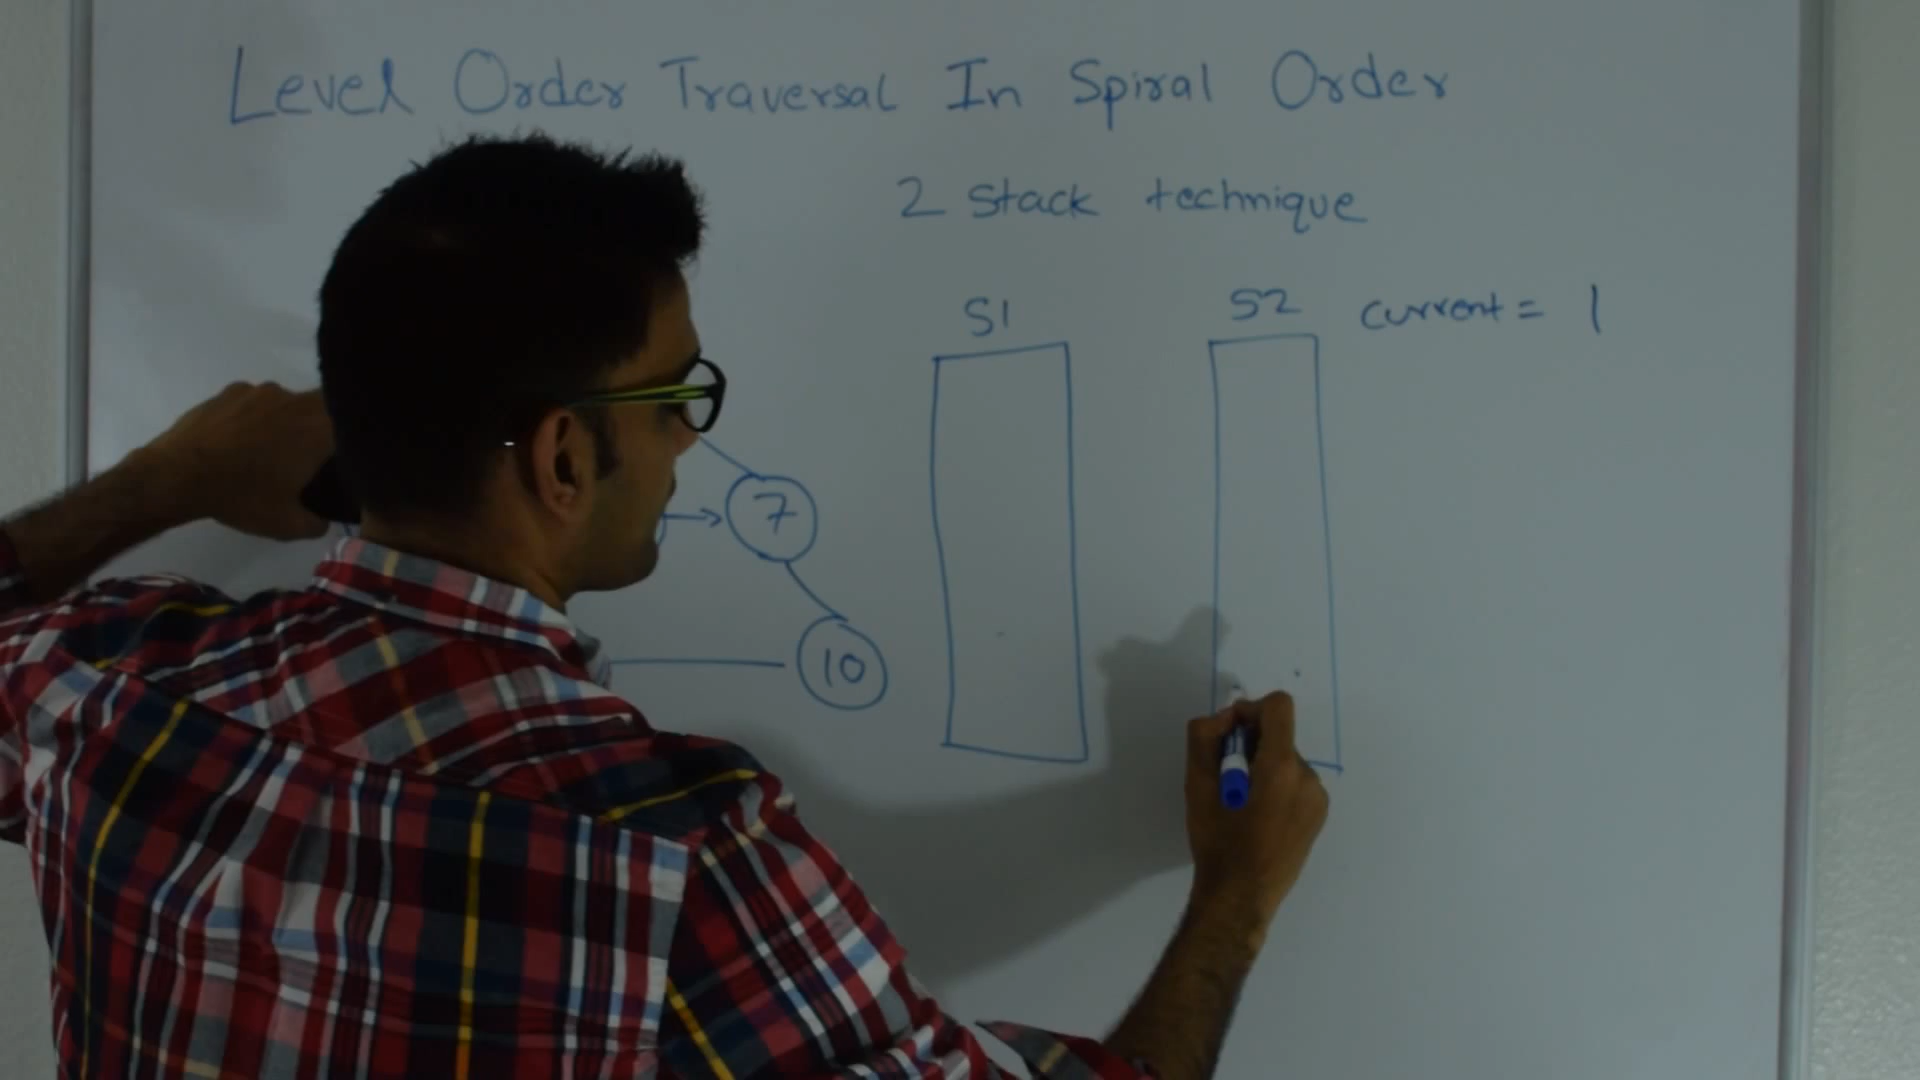 Level Order Traversal In Spiral Order
2 Stack technique
S1 S2 current = 1
7
10